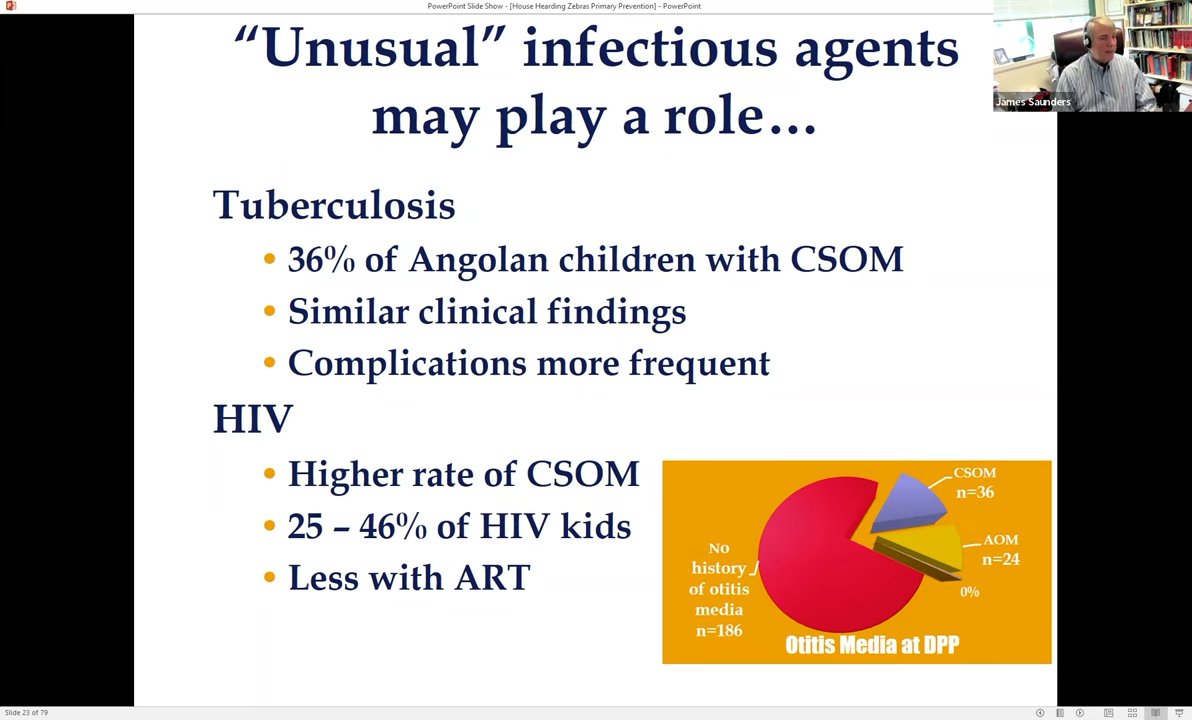 PowerPoint Slide Show - [House Hearding Zebras Primary Prevention] - PowerPoint
“Unusual” infectious agents
may play a role…
James Saunders
Tuberculosis
• 36% of Angolan children with CSOM
• Similar clinical findings
• Complications more frequent
HIV
• Higher rate of CSOM
• 25 – 46% of HIV kids
• Less with ART
CSOM
n=36
AOM
n=24
0%
No
history
of otitis
media
n=186
Otitis Media at DPP
Slide 23 of 79